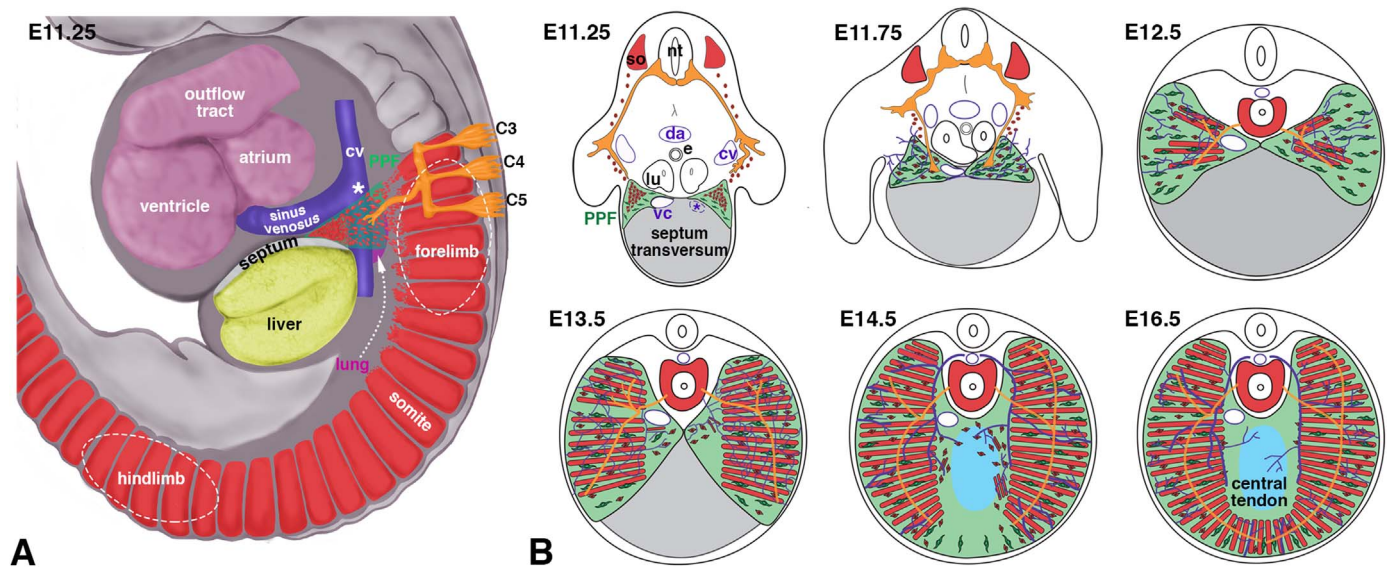 E11.25
outflow
tract
atrium
ventricle
cv
PPF
*
sinus
venosus
septum
liver
lung
C3
C4
C5
forelimb
somite
hindlimb
A
E11.25
so
nt
λ
da
e
cv
lu
PPF
vc
*
septum
transversum
E11.75
E12.5
E13.5
E14.5
E16.5
central
tendon
B